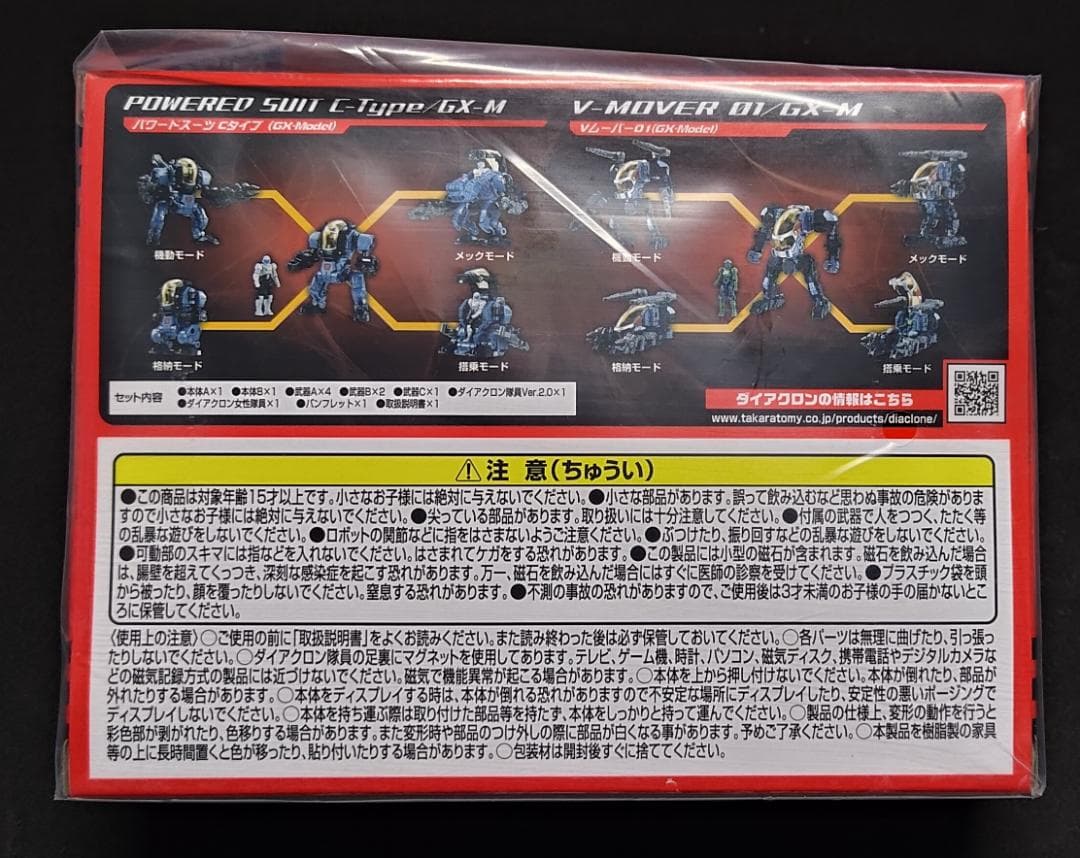 POWERED SUIT C-Type/GX-M
パワードスーツ Cタイプ (GX-Model)
機動モード
メックモード
格納モード
搭乗モード
V-MOVER 01/GX-M
Vムーバー01(GX-Model)
機動モード
メックモード
格納モード
搭乗モード
セット内容
●本体A×1 ●本体B×1 ●武器A×4 ●武器B×2 ●武器C×1 ●ダイアクロン隊員Ver.2.0×1
●ダイアクロン女性隊員×1 ●パンフレット×1 ●取扱説明書×1
ダイアクロンの情報はこちら
www.takaratomy.co.jp/products/diaclone/
⚠注 意(ちゅうい)
●この商品は対象年齢15才以上です。小さなお子様には絶対に与えないでください。●小さな部品があります。誤って飲み込むなど思わぬ事故の危険がありま
すので小さなお子様には絶対に与えないでください。●尖っている部品があります。取り扱いには十分注意してください。●付属の武器で人をつつく、たたく等
の乱暴な遊びをしないでください。●ロボットの関節などに指をはさまないようご注意ください。●ぶつけたり、振り回すなどの乱暴な遊びをしないでください。
●可動部のスキマには指などを入れないでください。はさまれてケガをする恐れがあります。●この製品には小型の磁石が含まれます。磁石を飲み込んだ場合
は、腸壁を超えてくっつき、深刻な感染症を起こす恐れがあります。万一、磁石を飲み込んだ場合にはすぐに医師の診察を受けてください。●プラスチック袋を頭
から被ったり、顔を覆ったりしないでください。窒息する恐れがあります。●不測の事故の恐れがありますので、ご使用後は3才未満のお子様の手の届かないとこ
ろに保管してください。
〈使用上の注意〉○ご使用の前に「取扱説明書」をよくお読みください。また読み終わった後は必ず保管しておいてください。○各パーツは無理に曲げたり、引っ張っ
たりしないでください。○ダイアクロン隊員の足裏にマグネットを使用してあります。テレビ、ゲーム機、時計、パソコン、磁気ディスク、携帯電話やデジタルカメラな
どの磁気記録方式の製品には近づけないでください。磁気で機能異常が起こる場合があります。○本体を上から押し付けないでください。本体が倒れたり、部品が
外れたりする場合があります。○本体をディスプレイする時は、本体が倒れる恐れがありますので不安定な場所にディスプレイしたり、安定性の悪いポージングで
ディスプレイしないでください。○本体を持ち運ぶ際は取り付けた部品等を持たず、本体をしっかりと持って運んでください。○製品の仕様上、変形の動作を行うと
彩色部が剥がれたり、色移りする場合があります。また変形時や部品のつけ外しの際に部品が白くなる事があります。予めご了承ください。○本製品を樹脂製の家具
等の上に長時間置くと色が移ったり、貼り付いたりする場合があります。○包装材は開封後すぐに捨ててください。